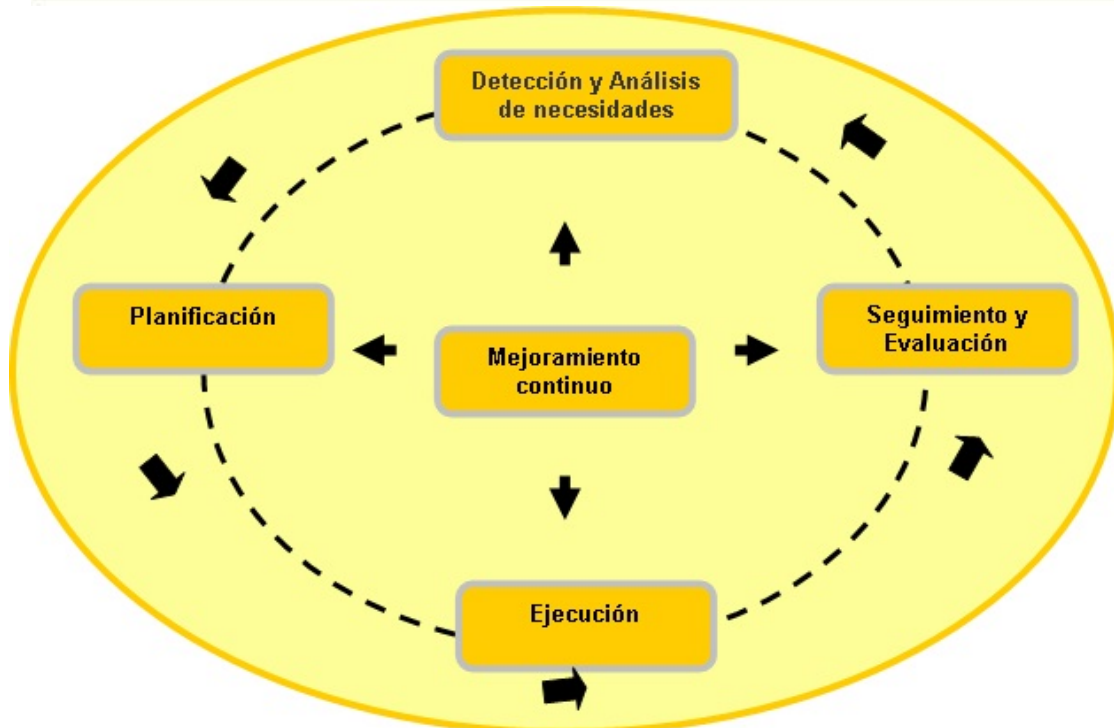 Detección y Análisis
de necesidades
Planificación
Seguimiento y
Evaluación
Mejoramiento
continuo
Ejecución